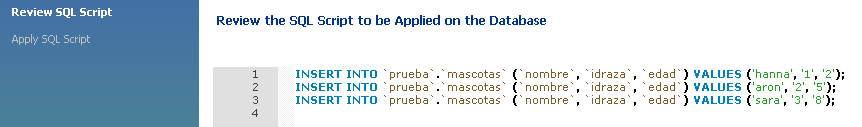 Review SQL Script
Apply SQL Script
Review the SQL Script to be Applied on the Database
1 INSERT INTO `prueba`.`mascotas` (`nombre`, `idraza`, `edad`) VALUES ('hanna', '1', '2');
2 INSERT INTO `prueba`.`mascotas` (`nombre`, `idraza`, `edad`) VALUES ('aron', '2', '5');
3 INSERT INTO `prueba`.`mascotas` (`nombre`, `idraza`, `edad`) VALUES ('sara', '3', '8');
4